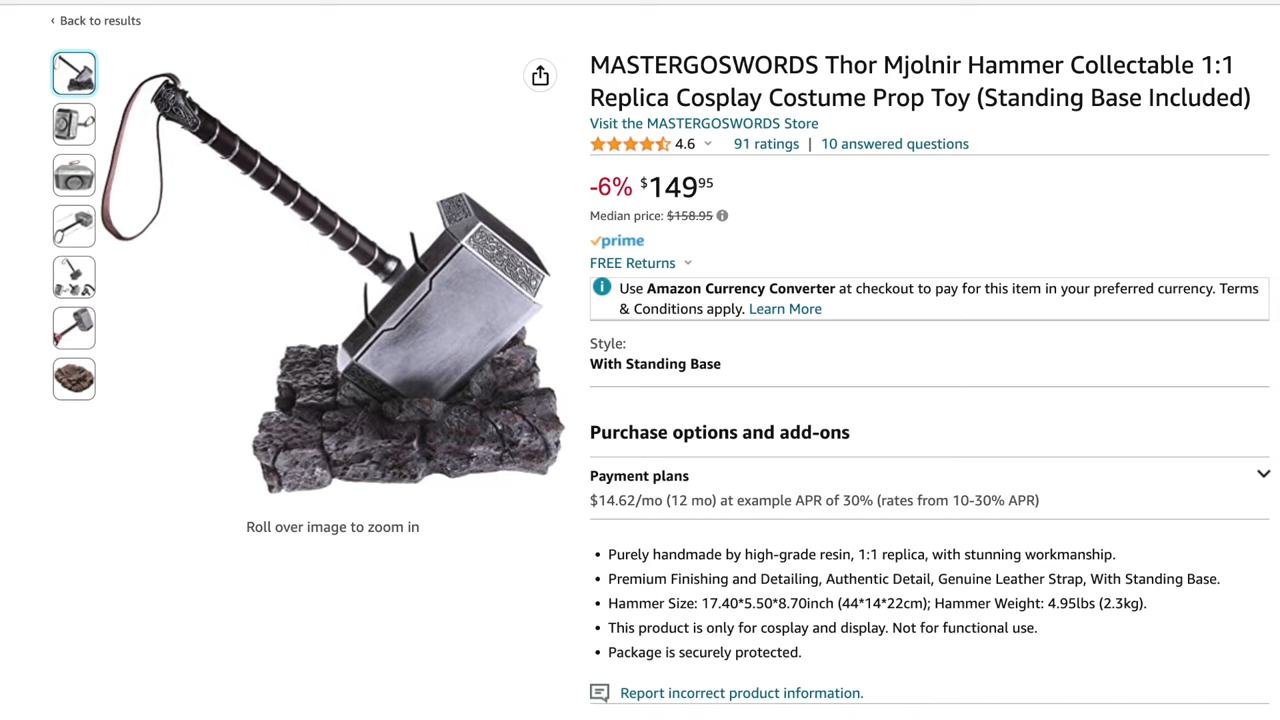 ‹ Back to results
MASTERGOSWORDS Thor Mjolnir Hammer Collectable 1:1
Replica Cosplay Costume Prop Toy (Standing Base Included)
Visit the MASTERGOSWORDS Store
4.6 91 ratings | 10 answered questions
-6% $149.95
Median price: $158.95
prime
FREE Returns
Use Amazon Currency Converter at checkout to pay for this item in your preferred currency. Terms
& Conditions apply. Learn More
Style:
With Standing Base
Purchase options and add-ons
Payment plans
$14.62/mo (12 mo) at example APR of 30% (rates from 10-30% APR)
Roll over image to zoom in
• Purely handmade by high-grade resin, 1:1 replica, with stunning workmanship.
• Premium Finishing and Detailing, Authentic Detail, Genuine Leather Strap, With Standing Base.
• Hammer Size: 17.40*5.50*8.70inch (44*14*22cm); Hammer Weight: 4.95lbs (2.3kg).
• This product is only for cosplay and display. Not for functional use.
• Package is securely protected.
Report incorrect product information.